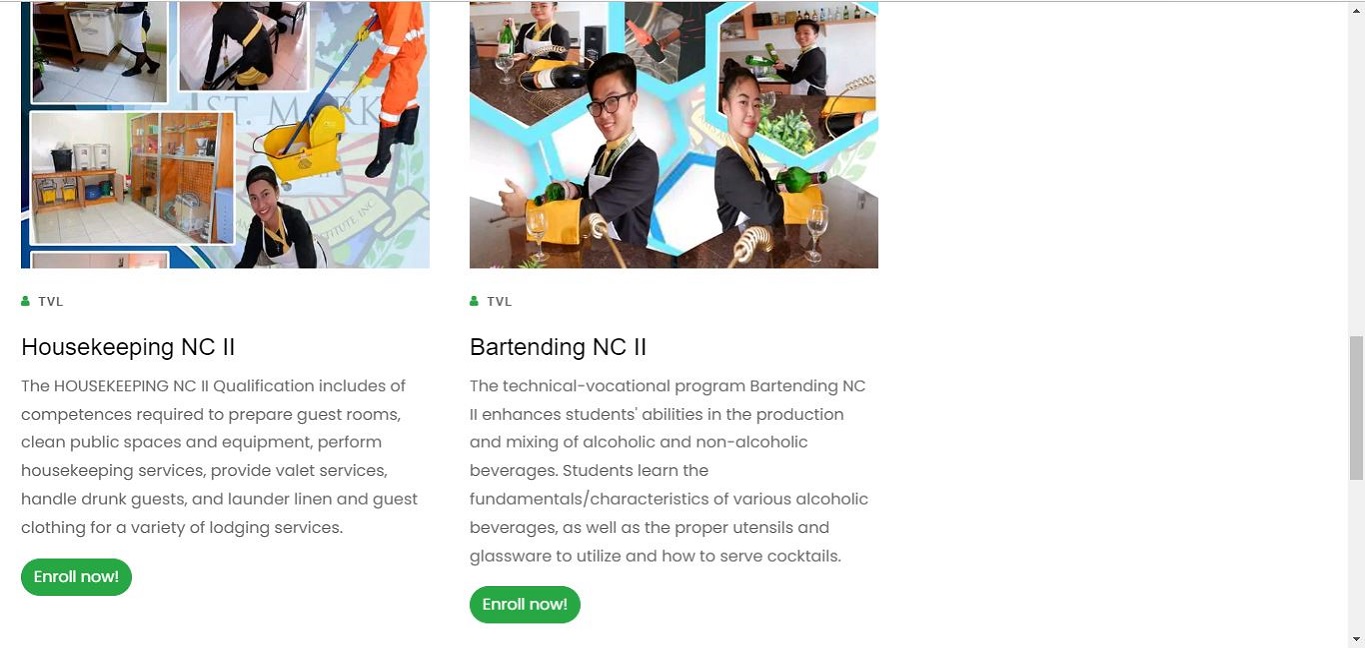 ST. MARK
INSTITUTE INC
TVL
Housekeeping NC II
The HOUSEKEEPING NC II Qualification includes of
competences required to prepare guest rooms,
clean public spaces and equipment, perform
housekeeping services, provide valet services,
handle drunk guests, and launder linen and guest
clothing for a variety of lodging services.
Enroll now!
TVL
Bartending NC II
The technical-vocational program Bartending NC
II enhances students' abilities in the production
and mixing of alcoholic and non-alcoholic
beverages. Students learn the
fundamentals/characteristics of various alcoholic
beverages, as well as the proper utensils and
glassware to utilize and how to serve cocktails.
Enroll now!